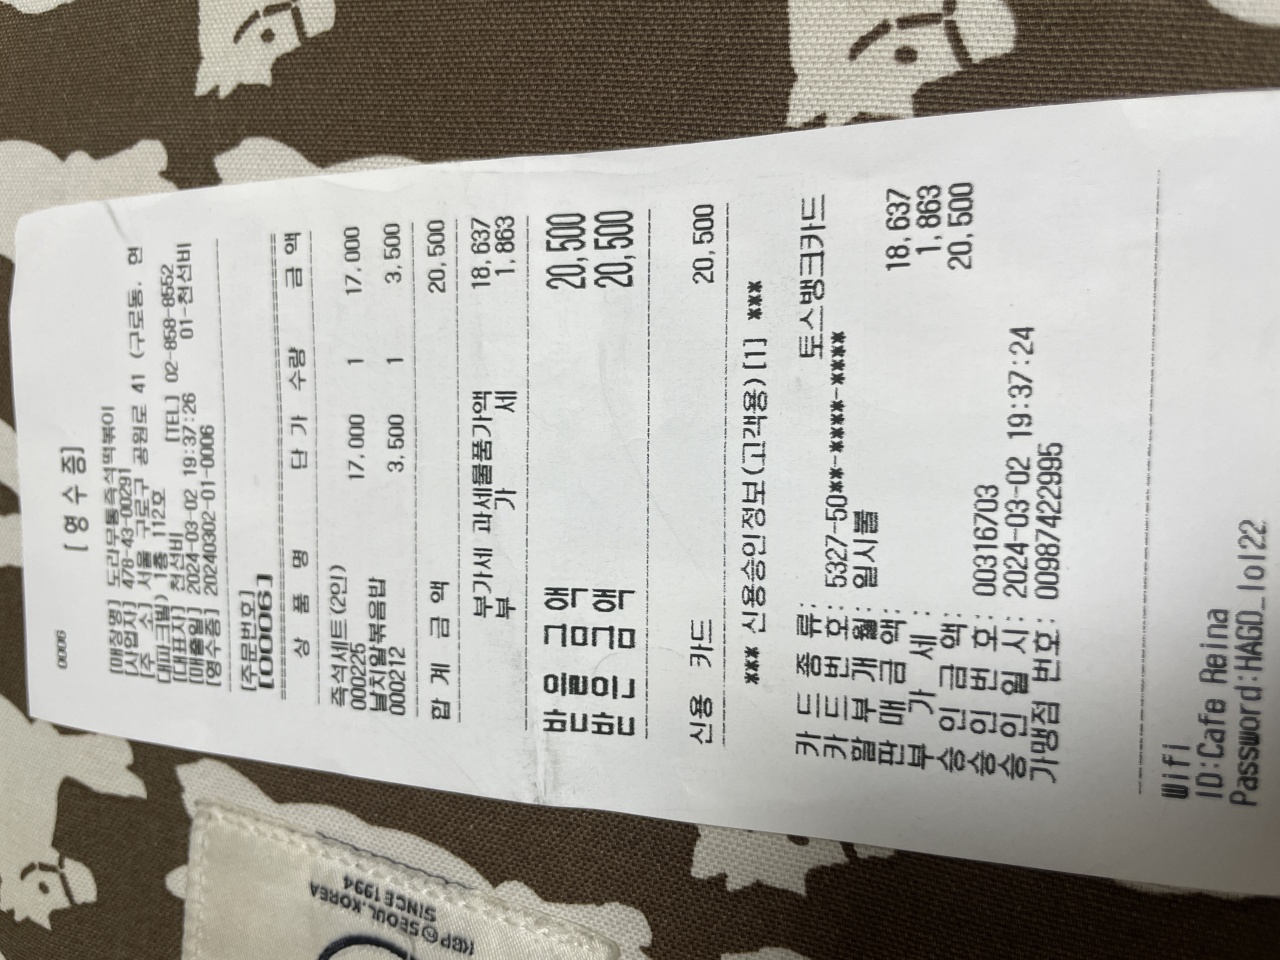 0006
[영 수 증]
[매장명] 도라무통즉석떡볶이
[사업자] 478-43-00291
[주   소] 서울 구로구 공원로 41 (구로동, 현
대파크빌) 1층 112호
[대표자] 천선비   [TEL] 02-858-8552
[매출일] 2024-03-02 19:37:26   01-천선비
[영수증] 20240302-01-0006
[주문번호]
[0006]
상 품 명   단 가   수량   금 액
즉석세트(2인)   17,000   1   17,000
000225
날치알볶음밥   3,500   1   3,500
000212
합 계 금 액   20,500
부가세 과세물품가액   18,637
부   가   세   1,863
받을금액   20,500
받은금액   20,500
신용 카드   20,500
*** 신용승인정보(고객용) [1] ***
카 드 종 류 :   토스뱅크카드
카 드 번 호 : 5327-50**-****-****
할 부 개 월 : 일시불
판 매 금 액 :   18,637
부 가 세 :   1,863
승 인 금 액 :   20,500
승 인 번 호 : 00316703
승 인 일 시 : 2024-03-02 19:37:24
가맹점 번호 : 00987422995
Wifi
ID:Cafe Reina
Password:HAGO_lol22
KBP©SEOUL.KOREA
SINCE 1994